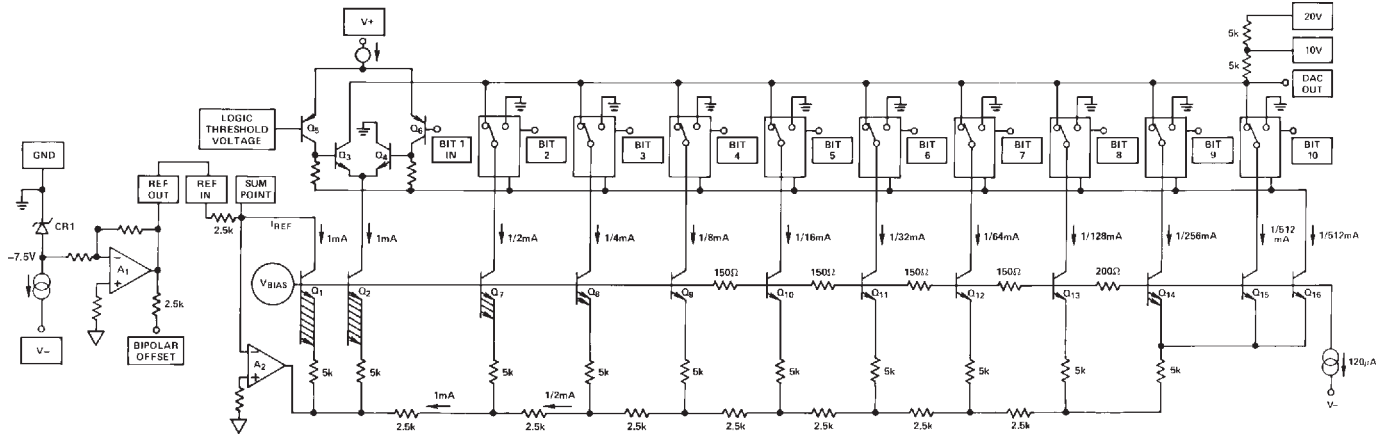 V+
20V
5k
10V
5k
DAC
OUT
LOGIC
THRESHOLD
VOLTAGE
Q5
Q6
BIT 1
IN
Q3
Q4
BIT
2
BIT
3
BIT
4
BIT
5
BIT
6
BIT
7
BIT
8
BIT
9
BIT
10
GND
REF
OUT
REF
IN
SUM
POINT
CR1
2.5k
IREF
1mA
1mA
1/2mA
1/4mA
1/8mA
1/16mA
1/32mA
1/64mA
1/128mA
1/256mA
1/512
mA
1/512mA
-7.5V
A1
VBIAS
150Ω
150Ω
150Ω
150Ω
200Ω
Q1
Q2
Q7
Q8
Q9
Q10
Q11
Q12
Q13
Q14
Q15
Q16
2.5k
V-
BIPOLAR
OFFSET
A2
5k
5k
5k
5k
5k
5k
5k
5k
5k
5k
120μA
V-
1mA
1/2mA
2.5k
2.5k
2.5k
2.5k
2.5k
2.5k
2.5k